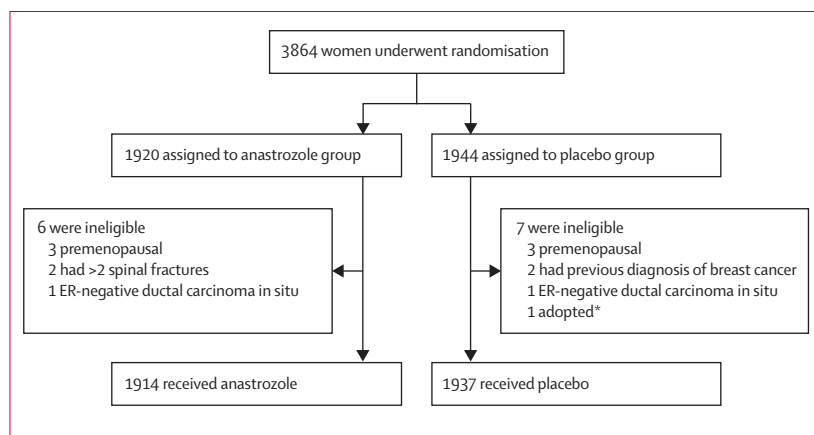 3864 women underwent randomisation
1920 assigned to anastrozole group
1944 assigned to placebo group
6 were ineligible
3 premenopausal
2 had >2 spinal fractures
1 ER-negative ductal carcinoma in situ
7 were ineligible
3 premenopausal
2 had previous diagnosis of breast cancer
1 ER-negative ductal carcinoma in situ
1 adopted*
1914 received anastrozole
1937 received placebo